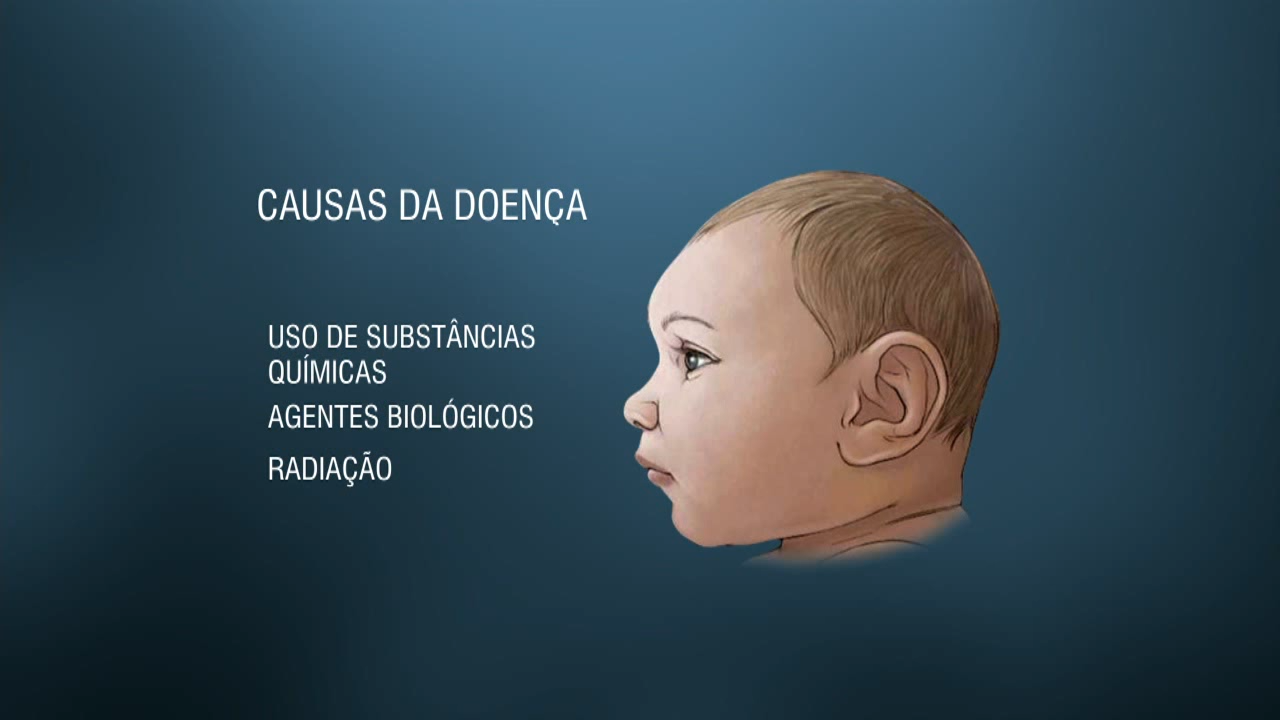 CAUSAS DA DOENÇA
USO DE SUBSTÂNCIAS
QUÍMICAS
AGENTES BIOLÓGICOS
RADIAÇÃO